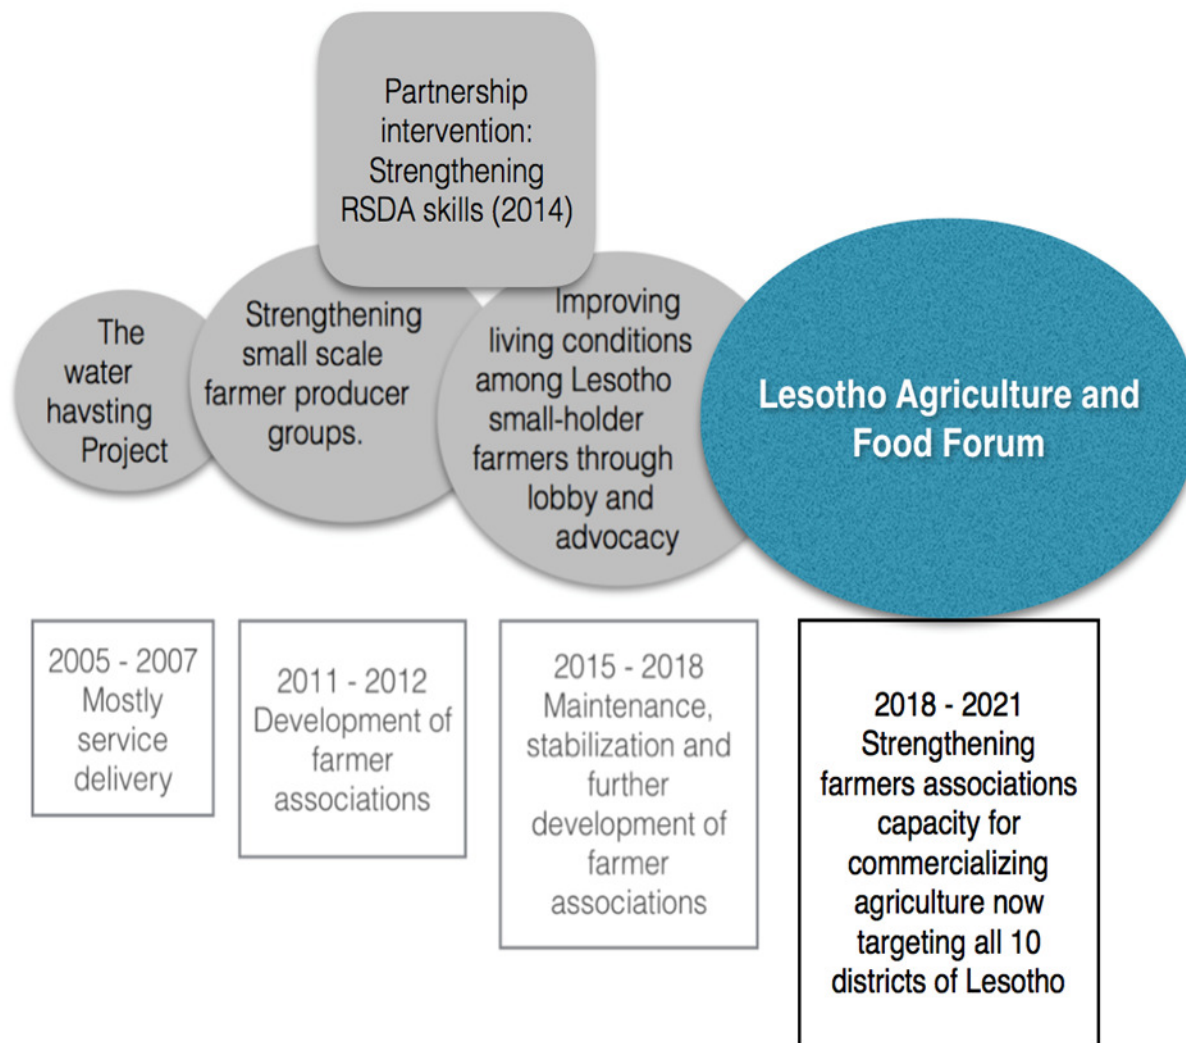 Partnership
intervention:
Strengthening
RSDA skills (2014)
The
water
havsting
Project
Strengthening
small scale
farmer producer
groups.
Improving
living conditions
among Lesotho
small-holder
farmers through
lobby and
advocacy
Lesotho Agriculture and
Food Forum
2005 - 2007
Mostly
service
delivery
2011 - 2012
Development of
farmer
associations
2015 - 2018
Maintenance,
stabilization and
further
development of
farmer
associations
2018 - 2021
Strengthening
farmers associations
capacity for
commercializing
agriculture now
targeting all 10
districts of Lesotho